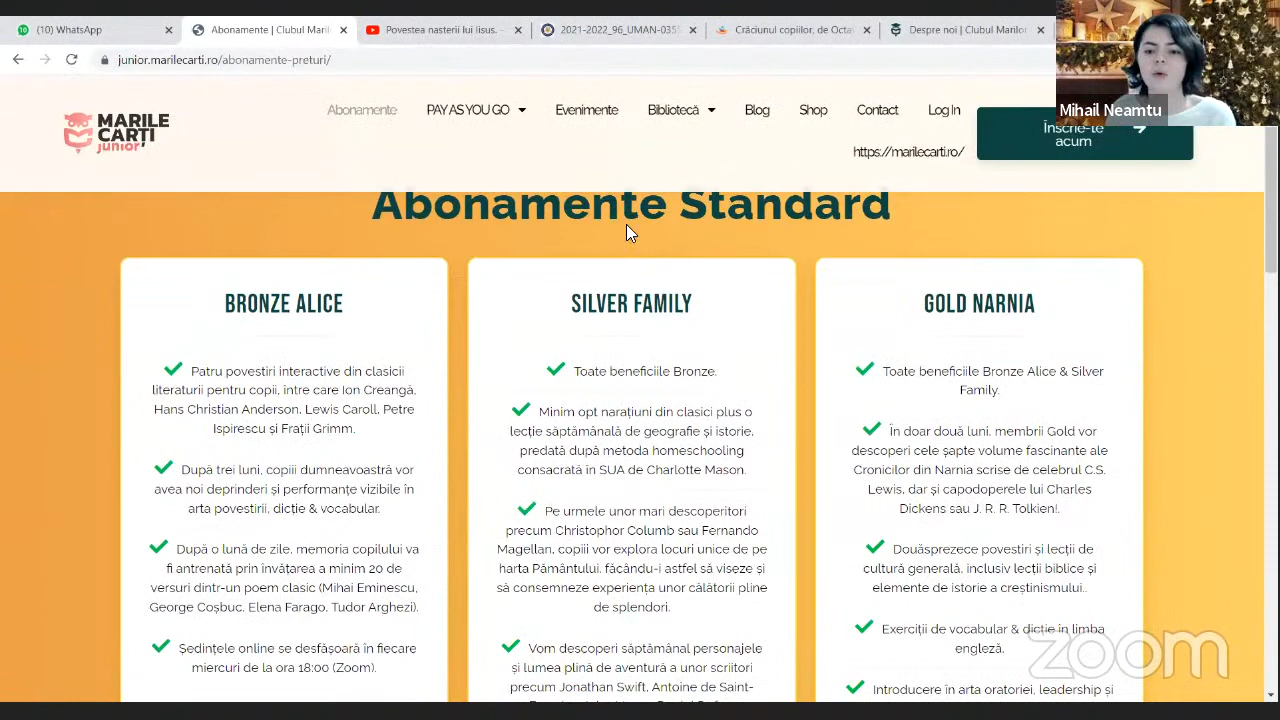 (10) WhatsApp
Abonamente | Clubul Maril
Povestea nasterii lui Iisus. -
2021-2022_96_UMAN-035
Crăciunul copiilor, de Octa
Despre noi | Clubul Marilor
junior.marilecarti.ro/abonamente-preturi/
Mihail Neamtu
MARILE
CĂRȚI
junior
Abonamente
PAY AS YOU GO
Evenimente
Bibliotecă
Blog
Shop
Contact
Log In
https://marilecarti.ro/
Înscrie-te
acum
Abonamente Standard
BRONZE ALICE
Patru povestiri interactive din clasicii
literaturii pentru copii, între care Ion Creangă,
Hans Christian Anderson, Lewis Caroll, Petre
Ispirescu și Frații Grimm.
După trei luni, copiii dumneavoastră vor
avea noi deprinderi și performanțe vizibile în
arta povestirii, dicție & vocabular.
După o lună de zile, memoria copilului va
fi antrenată prin învățarea a minim 20 de
versuri dintr-un poem clasic (Mihai Eminescu,
George Coșbuc, Elena Farago, Tudor Arghezi).
Ședințele online se desfășoară în fiecare
miercuri de la ora 18:00 (Zoom).
SILVER FAMILY
Toate beneficiile Bronze.
Minim opt narațiuni din clasici plus o
lecție săptămânală de geografie și istorie,
predată după metoda homeschooling
consacrată în SUA de Charlotte Mason.
Pe urmele unor mari descoperitori
precum Christophor Columb sau Fernando
Magellan, copiii vor explora locuri unice de pe
harta Pământului, făcându-i astfel să viseze și
să consemneze experiența unor călătorii pline
de splendori.
Vom descoperi săptămânal personajele
și lumea plină de aventură a unor scriitori
precum Jonathan Swift, Antoine de Saint-
GOLD NARNIA
Toate beneficiile Bronze Alice & Silver
Family.
În doar două luni, membrii Gold vor
descoperi cele șapte volume fascinante ale
Cronicilor din Narnia scrise de celebrul C.S.
Lewis, dar și capodoperele lui Charles
Dickens sau J. R. R. Tolkien!.
Douăsprezece povestiri și lecții de
cultură generală, inclusiv lecții biblice și
elemente de istorie a creștinismului..
Exerciții de vocabular & dicție în limba
engleză.
Introducere în arta oratoriei, leadership și
zoom